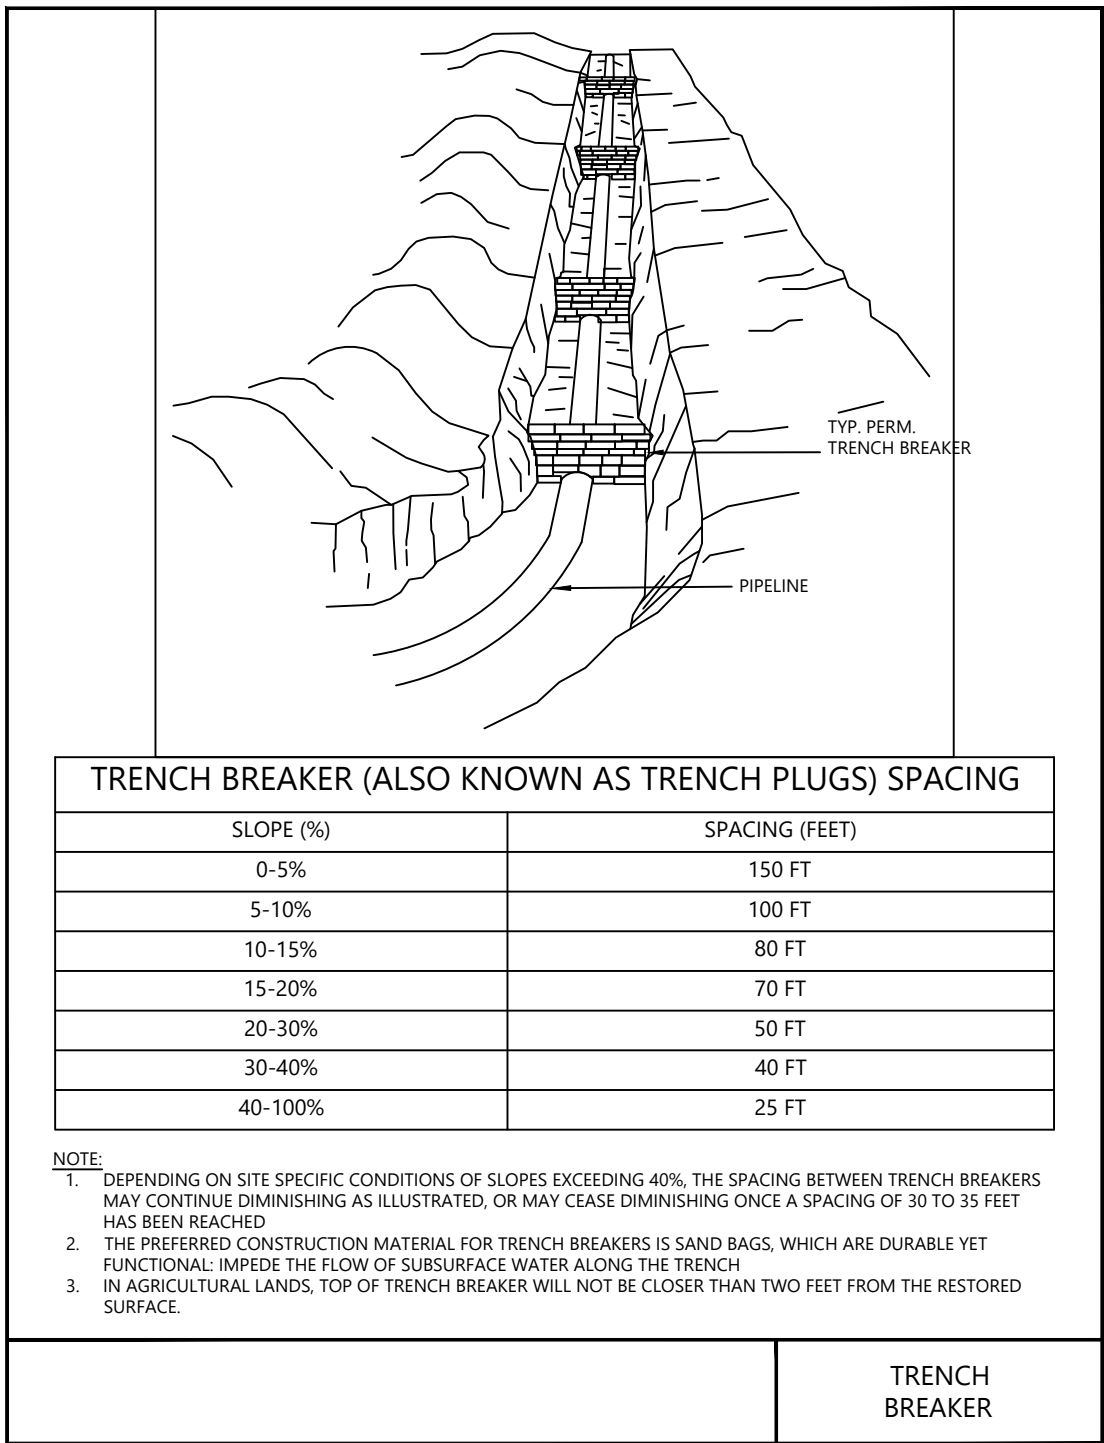 TYP. PERM.
TRENCH BREAKER
PIPELINE
TRENCH BREAKER (ALSO KNOWN AS TRENCH PLUGS) SPACING
SLOPE (%) SPACING (FEET)
0-5% 150 FT
5-10% 100 FT
10-15% 80 FT
15-20% 70 FT
20-30% 50 FT
30-40% 40 FT
40-100% 25 FT
NOTE:
1. DEPENDING ON SITE SPECIFIC CONDITIONS OF SLOPES EXCEEDING 40%, THE SPACING BETWEEN TRENCH BREAKERS
MAY CONTINUE DIMINISHING AS ILLUSTRATED, OR MAY CEASE DIMINISHING ONCE A SPACING OF 30 TO 35 FEET
HAS BEEN REACHED
2. THE PREFERRED CONSTRUCTION MATERIAL FOR TRENCH BREAKERS IS SAND BAGS, WHICH ARE DURABLE YET
FUNCTIONAL: IMPEDE THE FLOW OF SUBSURFACE WATER ALONG THE TRENCH
3. IN AGRICULTURAL LANDS, TOP OF TRENCH BREAKER WILL NOT BE CLOSER THAN TWO FEET FROM THE RESTORED
SURFACE.
TRENCH
BREAKER